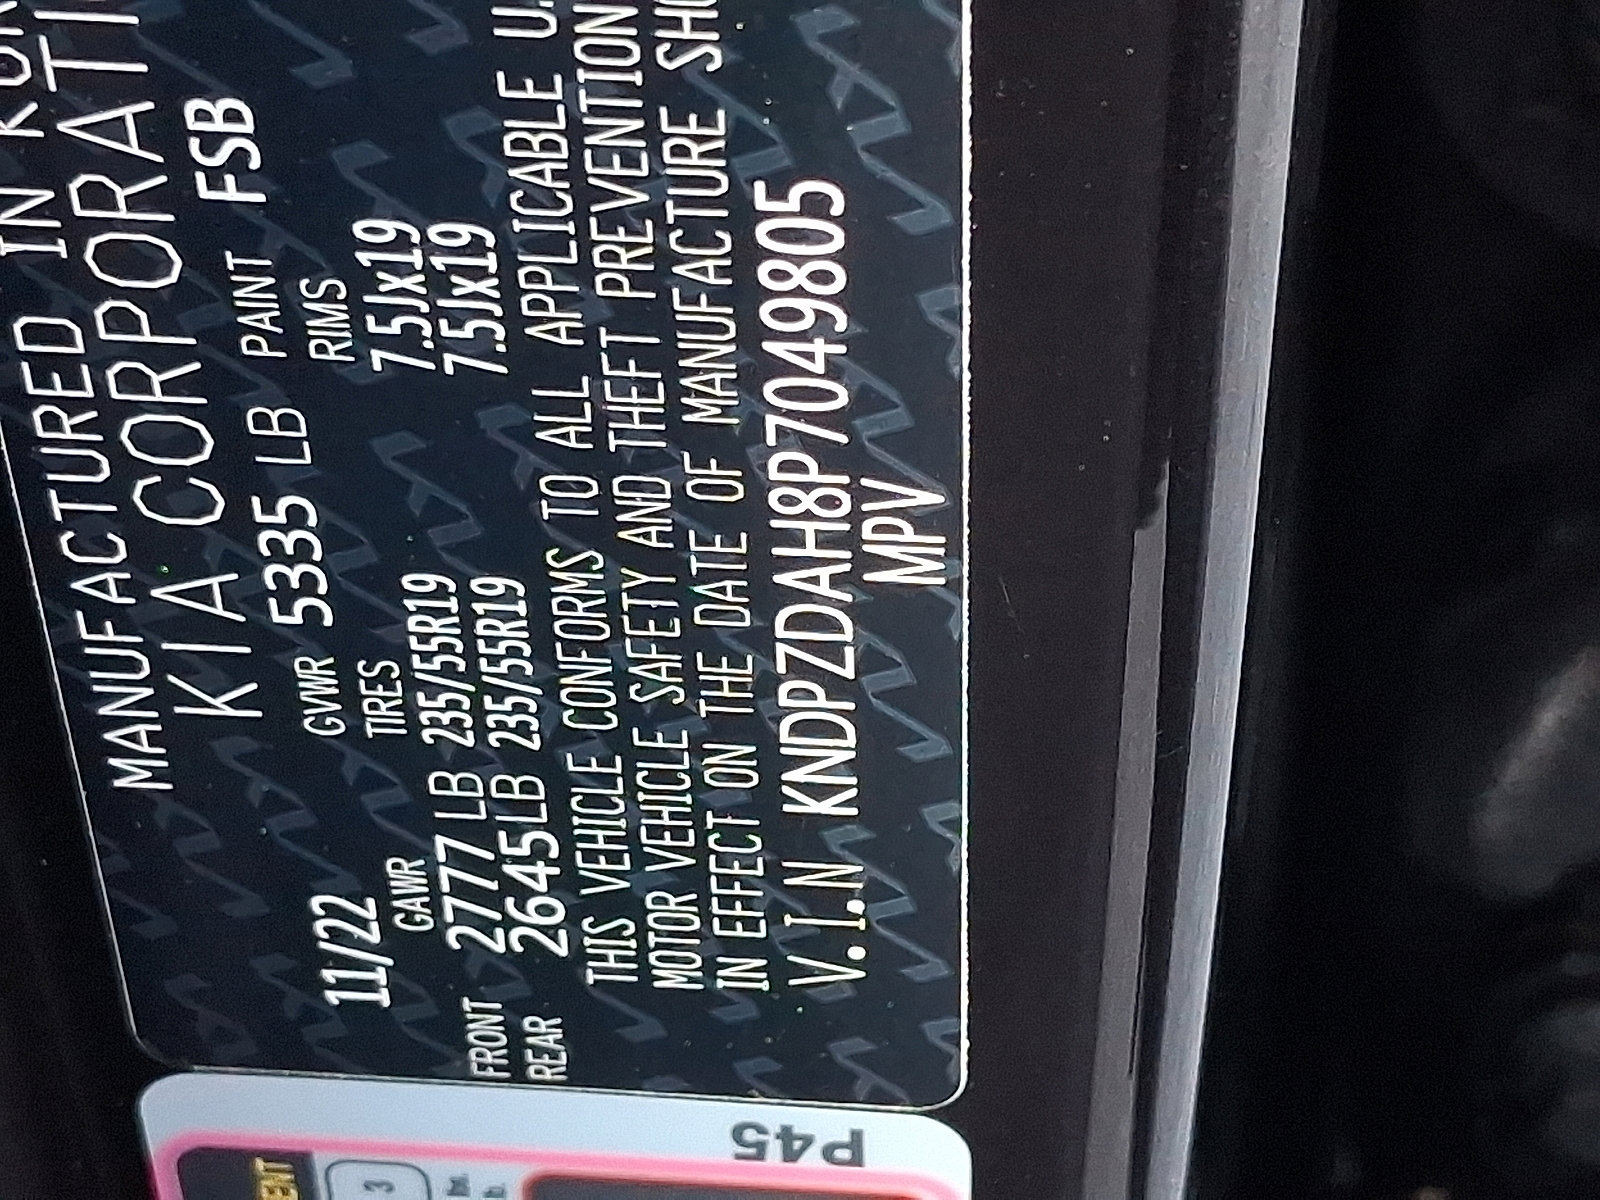 MANUFACTURED IN
KIA CORPORATI
11/22 GVWR 5335 LB PAINT FSB
GAWR TIRES RIMS
FRONT 2777 LB 235/55R19 7.5Jx19
REAR 2645LB 235/55R19 7.5Jx19
THIS VEHICLE CONFORMS TO ALL APPLICABLE U.
MOTOR VEHICLE SAFETY AND THEFT PREVENTION
IN EFFECT ON THE DATE OF MANUFACTURE SHO
V.I.N KNDPZDAH8P7049805
MPV
P45
3